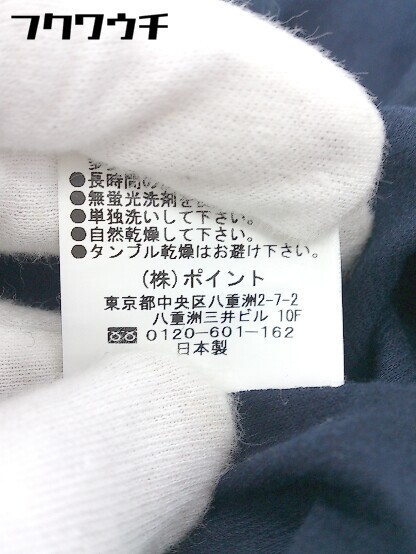 フクワウチ
●長時間の
●無蛍光洗剤を
●単独洗いして下さい。
●自然乾燥して下さい。
●タンブル乾燥はお避け下さい。
(株)ポイント
東京都中央区八重洲2-7-2
八重洲三井ビル 10F
0120-601-162
日本製